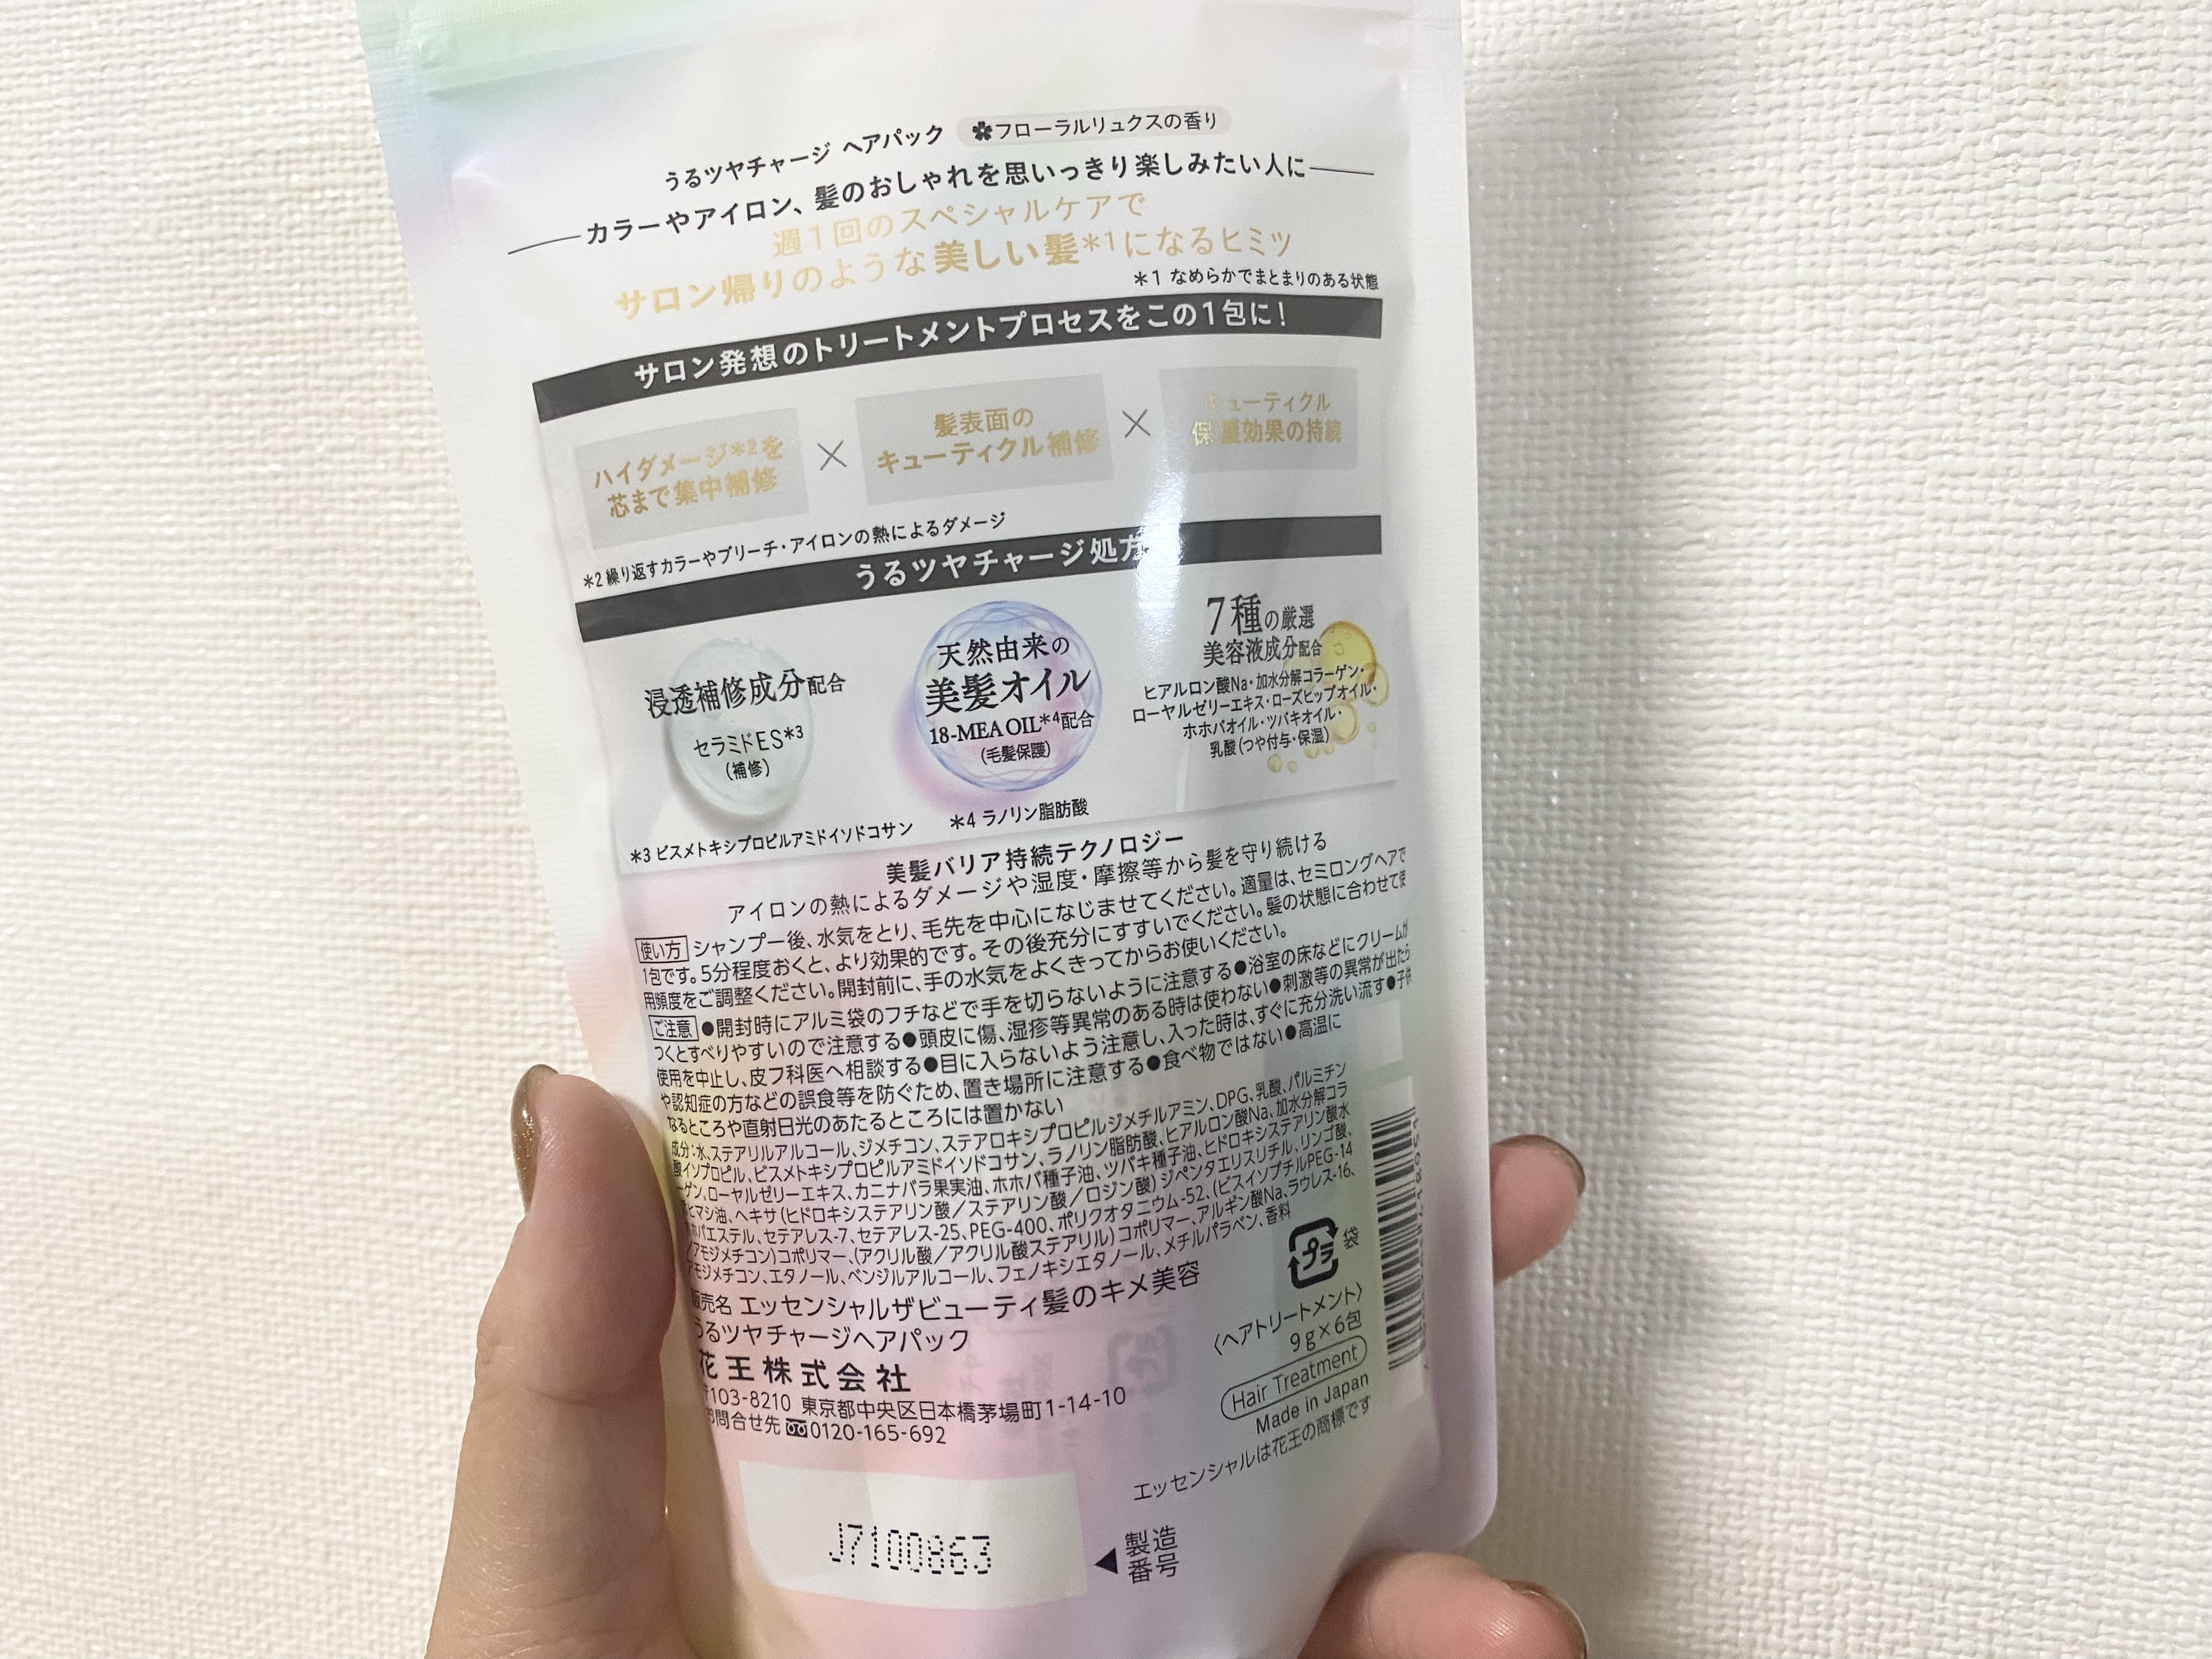 うるツヤチャージ ヘアパック フローラルリュクスの香り
カラーやアイロン、髪のおしゃれを思いっきり楽しみたい人に
週1回のスペシャルケアで
サロン帰りのような美しい髪*1になるヒミツ
*1 なめらかでまとまりのある状態
サロン発想のトリートメントプロセスをこの1包に!
ハイダメージ*2を
芯まで集中補修
×
髪表面の
キューティクル補修
×
キューティクル
保護効果の持続
*2 繰り返すカラーやブリーチ・アイロンの熱によるダメージ
うるツヤチャージ処方
浸透補修成分配合
セラミドES*3
(補修)
天然由来の
美髪オイル
18-MEA OIL*4配合
(毛髪保護)
7種の厳選
美容液成分配合
ヒアルロン酸Na・加水分解コラーゲン・
ローヤルゼリーエキス・ローズヒップオイル・
ホホバオイル・ツバキオイル・
乳酸(つや付与・保湿)
*3 ビスメトキシプロピルアミドイソドコサン
*4 ラノリン脂肪酸
美髪バリア持続テクノロジー
アイロンの熱によるダメージや湿度・摩擦等から髪を守り続ける
使い方 シャンプー後、水気をとり、毛先を中心になじませてください。適量は、セミロングヘアで
1包です。5分程度おくと、より効果的です。その後充分にすすいでください。髪の状態に合わせて使
用頻度をご調整ください。開封前に、手の水気をよくきってからお使いください。
ご注意 ●開封時にアルミ袋のフチなどで手を切らないように注意する●浴室の床などにクリームが
つくとすべりやすいので注意する●頭皮に傷、湿疹等異常のある時は使わない●刺激等の異常が出たら
使用を中止し、皮フ科医へ相談する●目に入らないよう注意し、入った時は、すぐに充分洗い流す●子供
や認知症の方などの誤食等を防ぐため、置き場所に注意する●食べ物ではない●高温に
なるところや直射日光のあたるところには置かない
成分:水、ステアリルアルコール、ジメチコン、ステアロキシプロピルジメチルアミン、DPG、乳酸、パルミチン
酸イソプロピル、ビスメトキシプロピルアミドイソドコサン、ラノリン脂肪酸、ヒアルロン酸Na、加水分解コラ
ーゲン、ローヤルゼリーエキス、カニナバラ果実油、ホホバ種子油、ツバキ種子油、ヒドロキシステアリン酸水
ヒマシ油、ヘキサ(ヒドロキシステアリン酸/ステアリン酸/ロジン酸)ジペンタエリスリチル、リンゴ酸、
ホホバエステル、セテアレス-7、セテアレス-25、PEG-400、ポリクオタニウム-52、(ビスイソブチルPEG-14
/アモジメチコン)コポリマー、(アクリル酸/アクリル酸ステアリル)コポリマー、アルギン酸Na、ラウレス-16、
アモジメチコン、エタノール、ベンジルアルコール、フェノキシエタノール、メチルパラベン、香料
販売名 エッセンシャルザビューティ髪のキメ美容
うるツヤチャージヘアパック
花王株式会社
〒103-8210 東京都中央区日本橋茅場町1-14-10
お問合せ先 0120-165-692
プラ 袋
〈ヘアトリートメント〉
9g×6包
Hair Treatment
Made in Japan
エッセンシャルは花王の商標です
J7100863
◀製造
番号